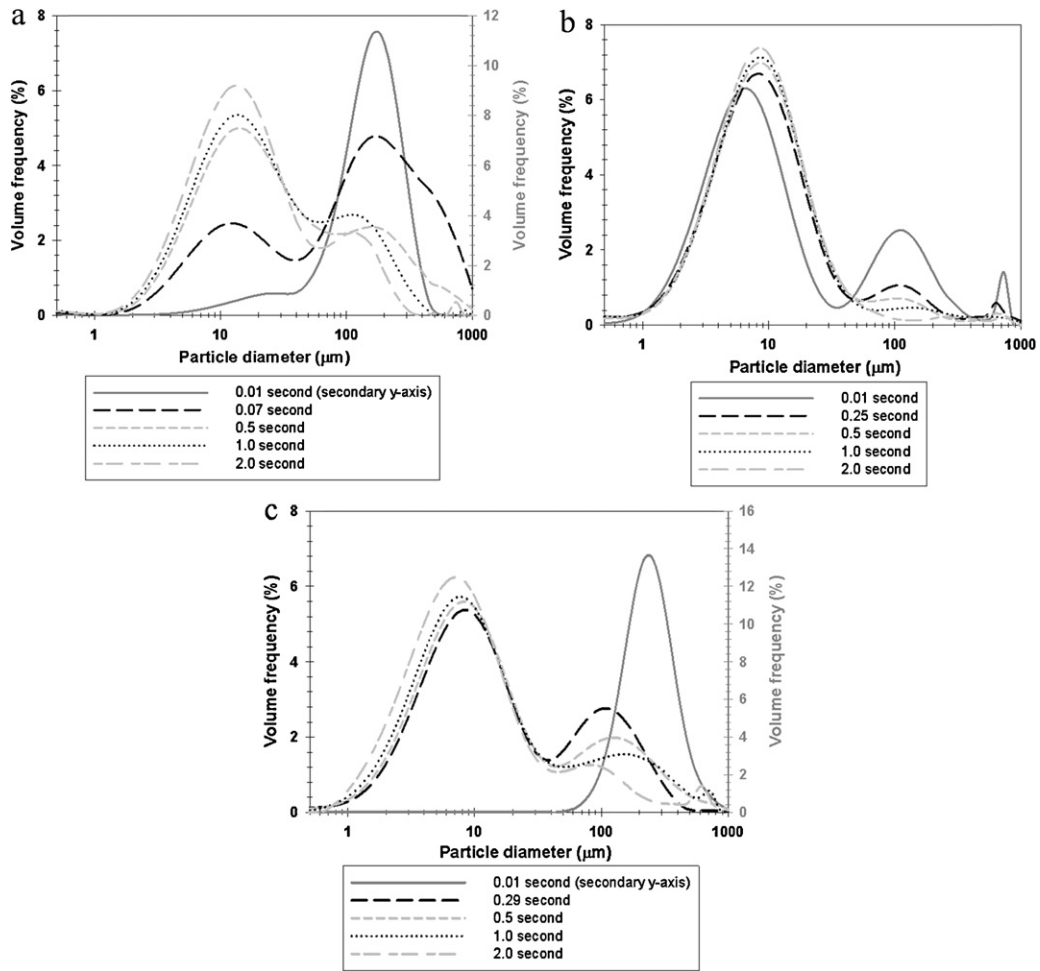 a
8
6
4
2
0
Volume frequency (%)
12
10
8
6
4
2
0
Volume frequency (%)
1 10 100 1000
Particle diameter (µm)
0.01 second (secondary y-axis)
0.07 second
0.5 second
1.0 second
2.0 second
b
8
6
4
2
0
Volume frequency (%)
1 10 100 1000
Particle diameter (µm)
0.01 second
0.25 second
0.5 second
1.0 second
2.0 second
c
8
6
4
2
0
Volume frequency (%)
16
14
12
10
8
6
4
2
0
Volume frequency (%)
1 10 100 1000
Particle diameter (µm)
0.01 second (secondary y-axis)
0.29 second
0.5 second
1.0 second
2.0 second